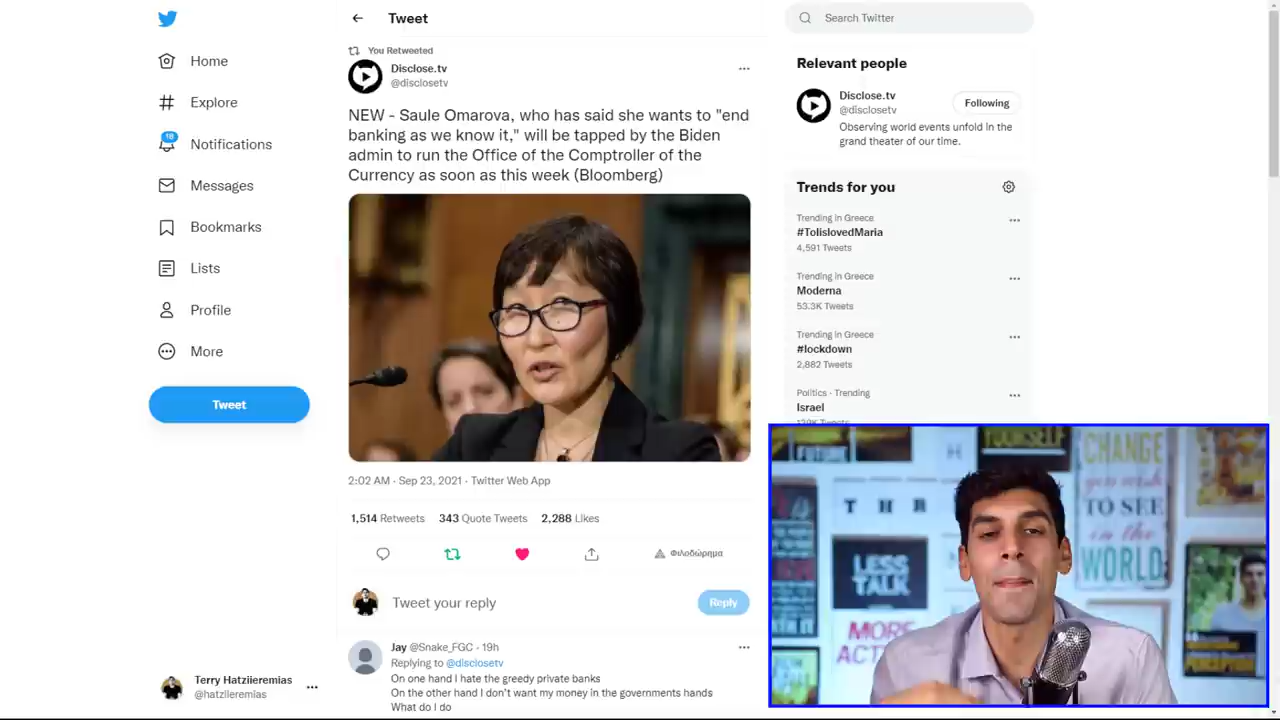 Home
Explore
18
Notifications
Messages
Bookmarks
Lists
Profile
More
Tweet
Terry Hatziieremias
@hatziieremias
Tweet
You Retweeted
Disclose.tv
@disclosetv
NEW - Saule Omarova, who has said she wants to "end
banking as we know it," will be tapped by the Biden
admin to run the Office of the Comptroller of the
Currency as soon as this week (Bloomberg)
2:02 AM · Sep 23, 2021 · Twitter Web App
1,514 Retweets 343 Quote Tweets 2,288 Likes
Φιλοδώρημα
Tweet your reply
Reply
Jay @Snake_FGC · 19h
Replying to @disclosetv
On one hand I hate the greedy private banks
On the other hand I don't want my money in the governments hands
What do I do
Search Twitter
Relevant people
Disclose.tv
@disclosetv
Following
Observing world events unfold in the
grand theater of our time.
Trends for you
Trending in Greece
#TolislovedMaria
4,591 Tweets
Trending in Greece
Moderna
53.3K Tweets
Trending in Greece
#lockdown
2,882 Tweets
Politics · Trending
Israel
YOURSELF
CHANGE
TO SEE
in the
WORLD
H
T H R
LESS
TALK
MORE